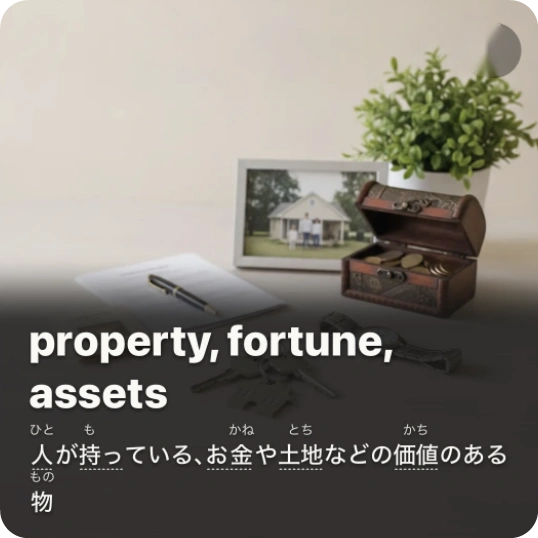 property, fortune,
assets
人が持っている、お金や土地などの価値のある
物
ひと も かね とち かち
もの